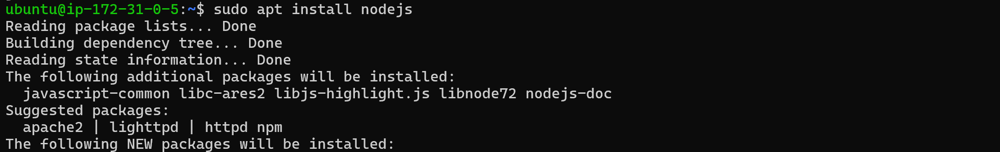 ubuntu@ip-172-31-0-5:~$ sudo apt install nodejs
Reading package lists... Done
Building dependency tree... Done
Reading state information... Done
The following additional packages will be installed:
  javascript-common libc-ares2 libjs-highlight.js libnode72 nodejs-doc
Suggested packages:
  apache2 | lighttpd | httpd npm
The following NEW packages will be installed: